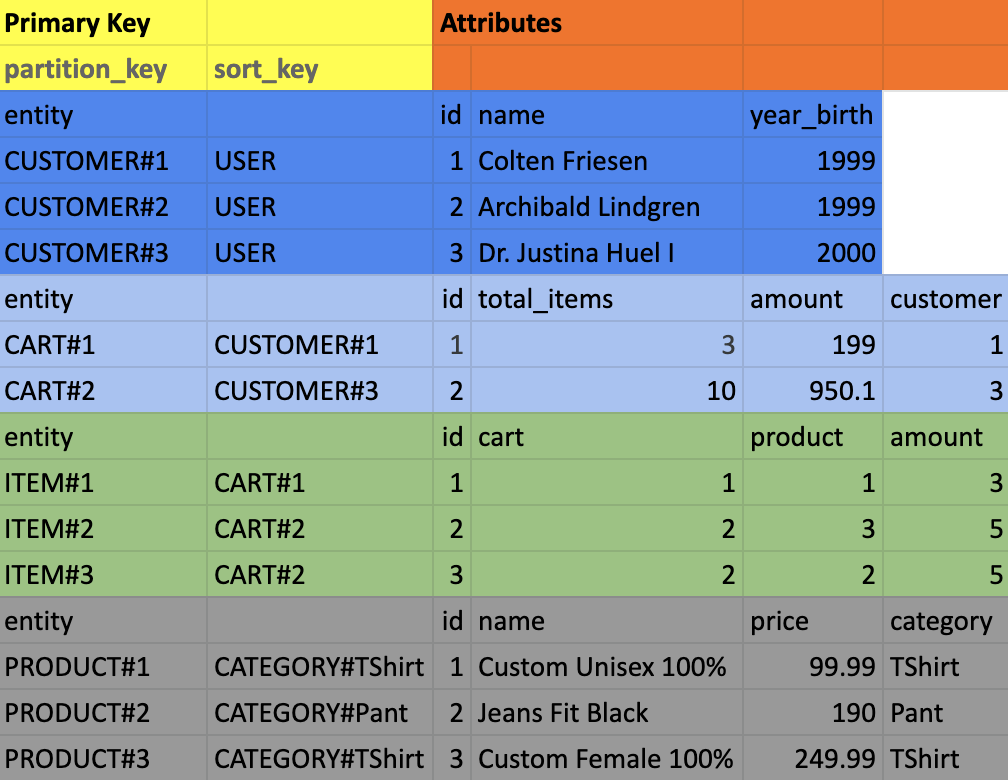 Primary Key Attributes
partition_key sort_key
entity id name year_birth
CUSTOMER#1 USER 1 Colten Friesen 1999
CUSTOMER#2 USER 2 Archibald Lindgren 1999
CUSTOMER#3 USER 3 Dr. Justina Huel I 2000
entity id total_items amount customer
CART#1 CUSTOMER#1 1 3 199 1
CART#2 CUSTOMER#3 2 10 950.1 3
entity id cart product amount
ITEM#1 CART#1 1 1 1 3
ITEM#2 CART#2 2 2 3 5
ITEM#3 CART#2 3 2 2 5
entity id name price category
PRODUCT#1 CATEGORY#TShirt 1 Custom Unisex 100% 99.99 TShirt
PRODUCT#2 CATEGORY#Pant 2 Jeans Fit Black 190 Pant
PRODUCT#3 CATEGORY#TShirt 3 Custom Female 100% 249.99 TShirt